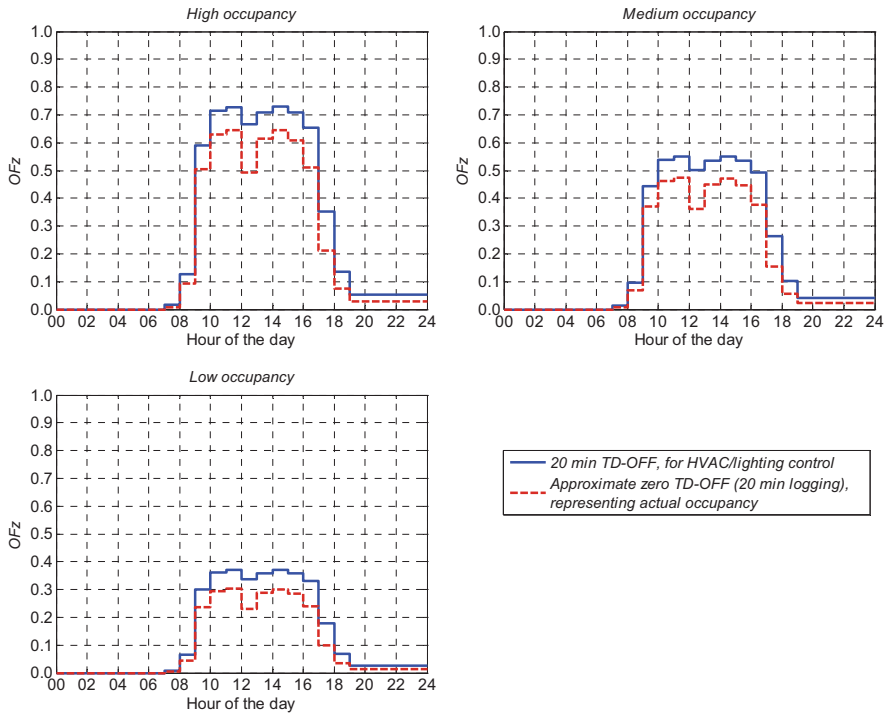 High occupancy
1.0
0.9
0.8
0.7
0.6
0.5
0.4
0.3
0.2
0.1
0.0
OFz
00 02 04 06 08 10 12 14 16 18 20 22 24
Hour of the day
Medium occupancy
1.0
0.9
0.8
0.7
0.6
0.5
0.4
0.3
0.2
0.1
0.0
OFz
00 02 04 06 08 10 12 14 16 18 20 22 24
Hour of the day
Low occupancy
1.0
0.9
0.8
0.7
0.6
0.5
0.4
0.3
0.2
0.1
0.0
OFz
00 02 04 06 08 10 12 14 16 18 20 22 24
Hour of the day
20 min TD-OFF, for HVAC/lighting control
Approximate zero TD-OFF (20 min logging),
representing actual occupancy